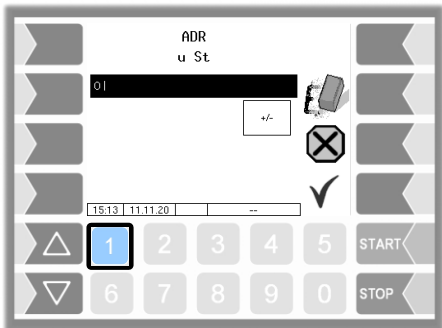 ADR
u St
0|
+/-
15:13 11.11.20 --
1 2 3 4 5 START
6 7 8 9 0 STOP